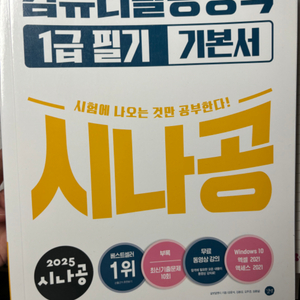 컴퓨터활용능력
1급 필기 기본서
시험에 나오는 것만 공부한다!
시나공
2025
시나공
베스트셀러
1위
부록
최신기출문제
10회
무료
동영상 강의
Windows 10
엑셀 2021
액세스 2021